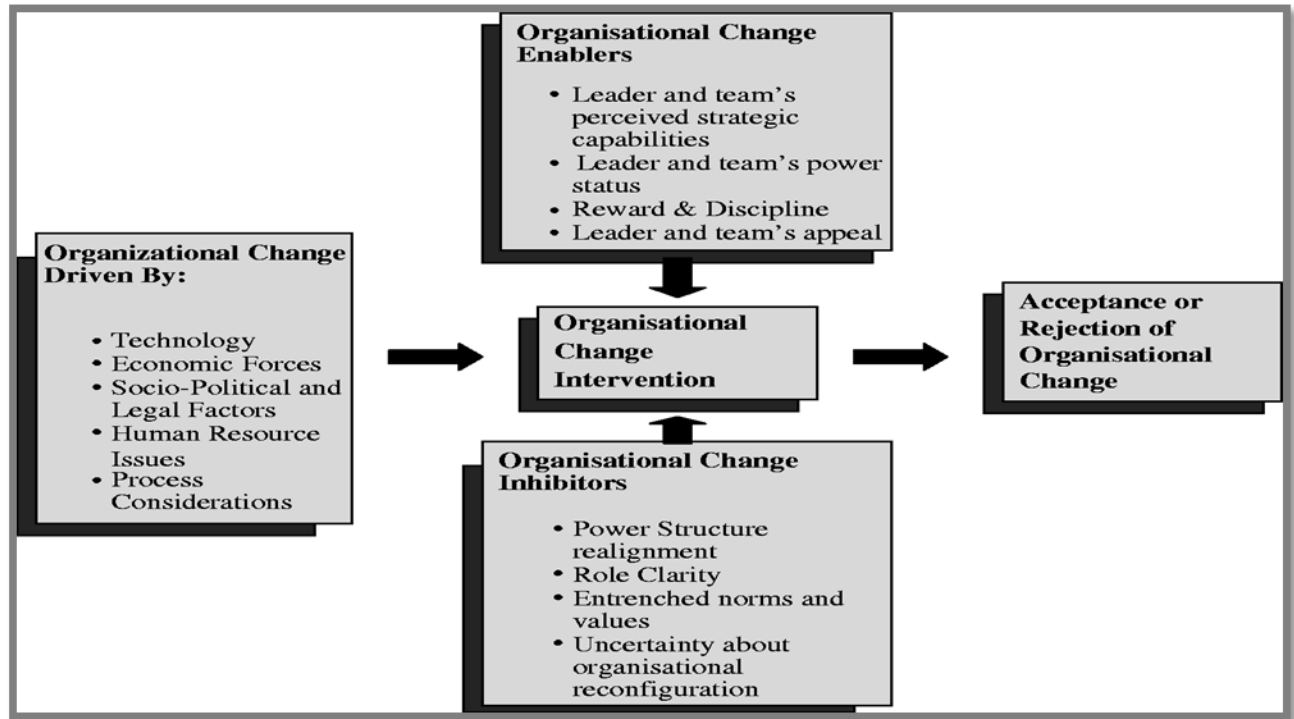 Organisational Change
Enablers
• Leader and team's
perceived strategic
capabilities
• Leader and team's power
status
• Reward & Discipline
• Leader and team's appeal
Organizational Change
Driven By:
• Technology
• Economic Forces
• Socio-Political and
Legal Factors
• Human Resource
Issues
• Process
Considerations
Organisational
Change
Intervention
Acceptance or
Rejection of
Organisational
Change
Organisational Change
Inhibitors
• Power Structure
realignment
• Role Clarity
• Entrenched norms and
values
• Uncertainty about
organisational
reconfiguration